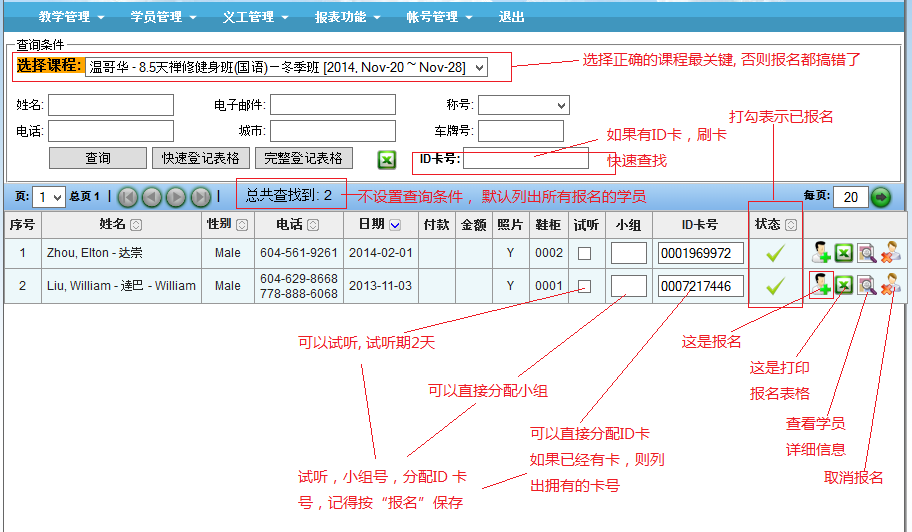 教学管理 学员管理 义工管理 报表功能 帐号管理 退出
查询条件
选择课程: 温哥华 - 8.5天禅修健身班(国语)－冬季班 [2014, Nov-20 ~ Nov-28]
选择正确的课程最关键, 否则报名都搞错了
姓名: 电子邮件: 称号:
打勾表示已报名
电话: 城市: 车牌号:
如果有ID卡，刷卡
快速查找
查询 快速登记表格 完整登记表格 ID卡号:
页: 1 总页 1 总共查找到: 2 不设置查询条件，默认列出所有报名的学员 每页: 20
序号 姓名 性别 电话 日期 付款 金额 照片 鞋柜 试听 小组 ID卡号 状态
1 Zhou, Elton - 达崇 Male 604-561-9261 2014-02-01 Y 0002 0001969972
2 Liu, William - 達巴 - William Male 604-629-8668 778-888-6068 2013-11-03 Y 0001 0007217446
可以试听, 试听期2天
这是报名
这是打印
报名表格
可以直接分配小组
查看学员
详细信息
可以直接分配ID卡
如果已经有卡，则列
出拥有的卡号
取消报名
试听，小组号，分配ID 卡
号，记得按“报名”保存